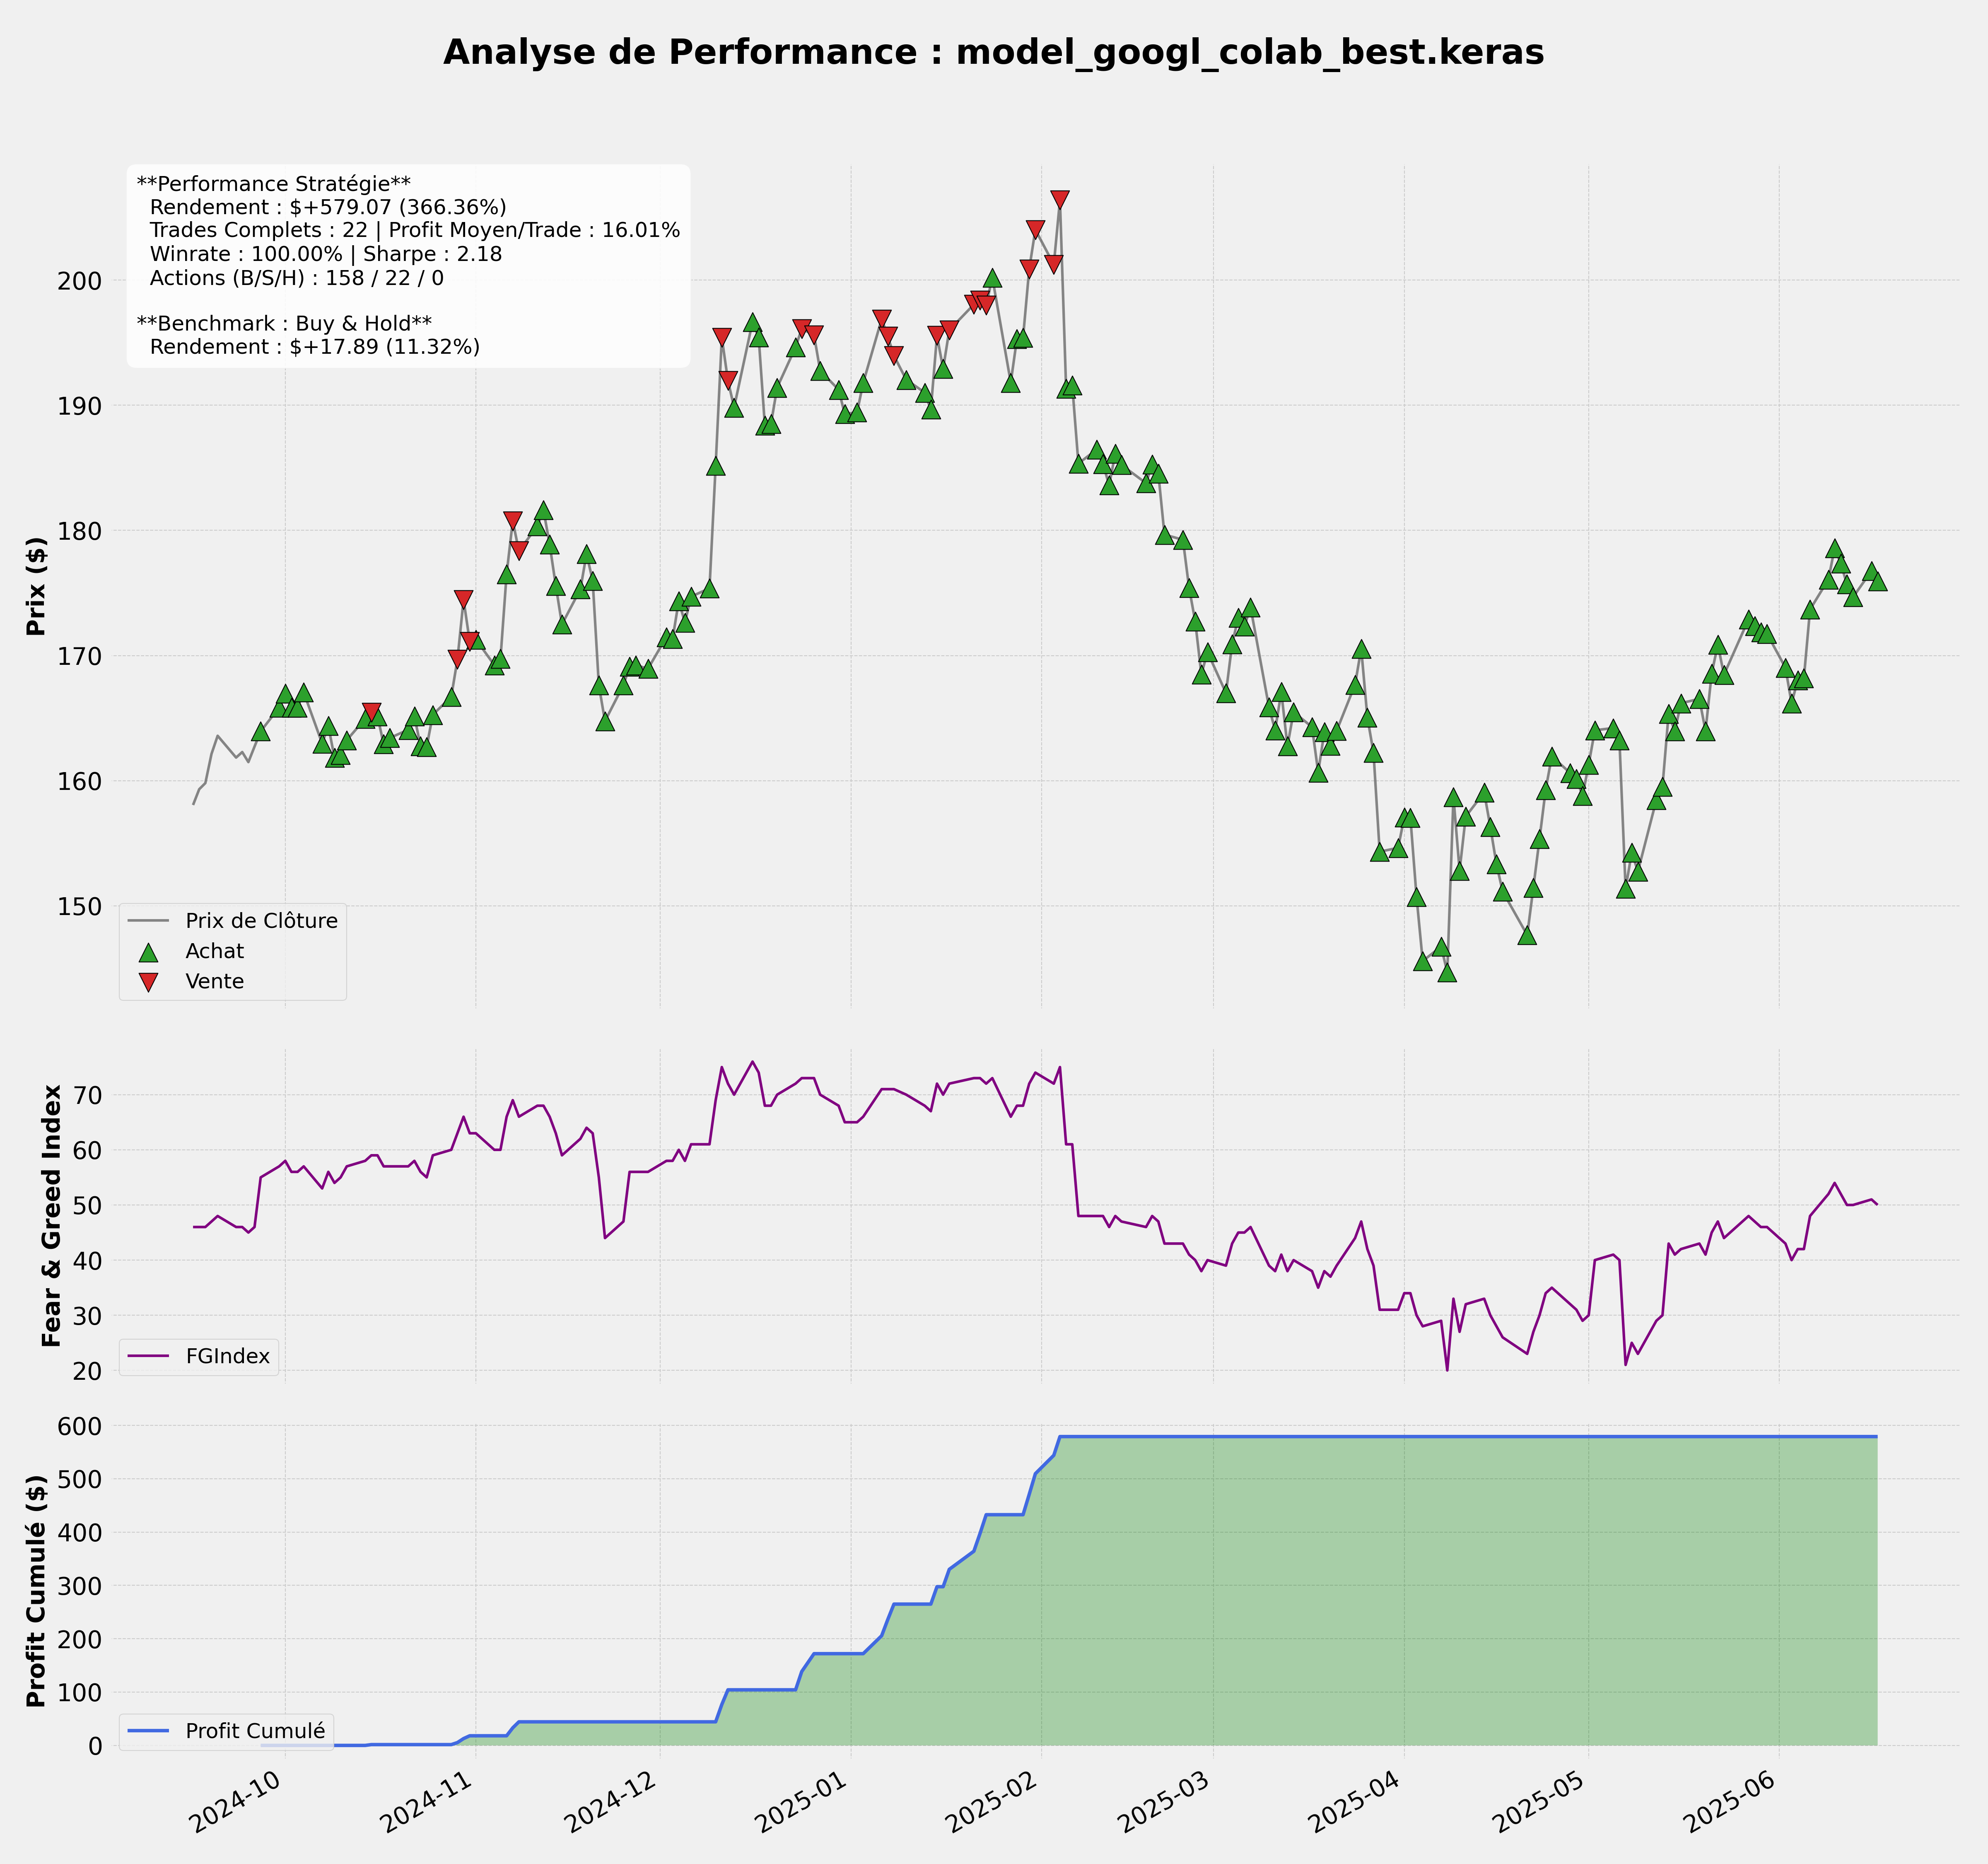 Analyse de Performance : model_googl_colab_best.keras
**Performance Stratégie**
Rendement : $+579.07 (366.36%)
Trades Complets : 22 | Profit Moyen/Trade : 16.01%
Winrate : 100.00% | Sharpe : 2.18
Actions (B/S/H) : 158 / 22 / 0
**Benchmark : Buy & Hold**
Rendement : $+17.89 (11.32%)
Prix ($)
200
190
180
170
160
150
Prix de Clôture
Achat
Vente
Fear & Greed Index
70
60
50
40
30
20
FGIndex
Profit Cumulé ($)
600
500
400
300
200
100
0
Profit Cumulé
2024-10
2024-11
2024-12
2025-01
2025-02
2025-03
2025-04
2025-05
2025-06